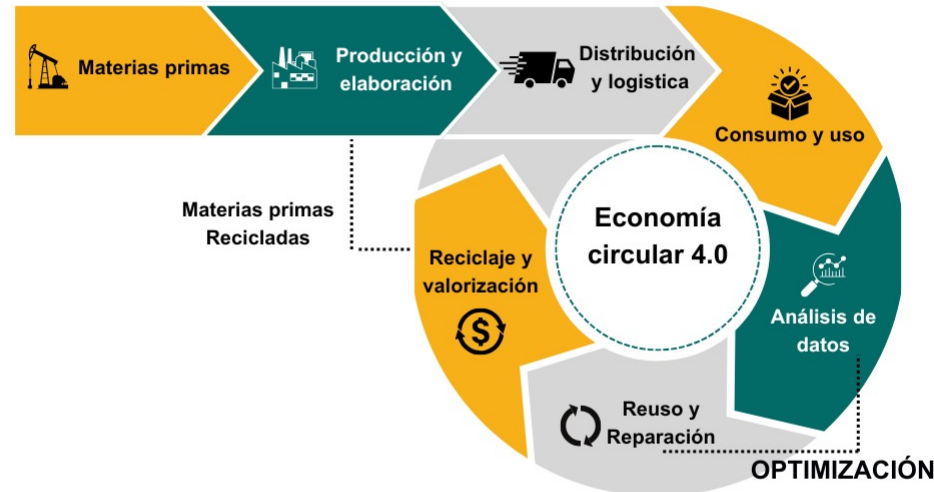 Materias primas
Producción y
elaboración
Distribución
y logistica
Consumo y uso
Materias primas
Recicladas
Economía
circular 4.0
Reciclaje y
valorización
$
Análisis de
datos
Reuso y
Reparación
OPTIMIZACIÓN